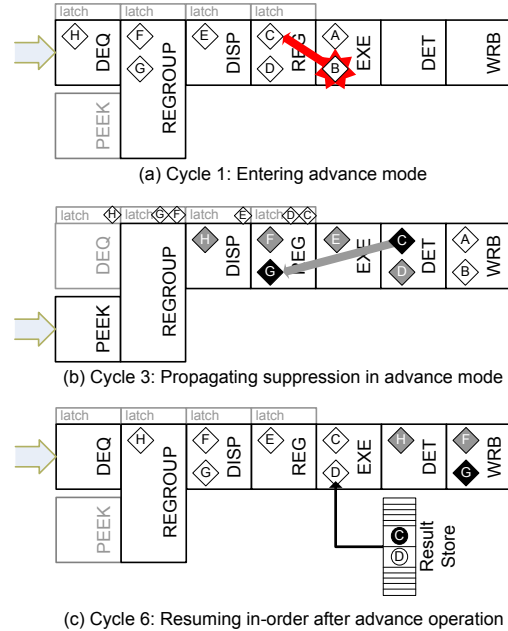 latch latch latch latch
H F E C A
DEQ REGROUP DISP REG EXE DET WRB
G D B
PEEK
(a) Cycle 1: Entering advance mode
latch H latch G F latch E latch D C
DEQ REGROUP DISP REG EXE DET WRB
H F E C A
G D B
PEEK
(b) Cycle 3: Propagating suppression in advance mode
latch latch latch latch
H F E C H F
DEQ REGROUP DISP REG EXE DET WRB
G D G
PEEK
C
D
Result
Store
(c) Cycle 6: Resuming in-order after advance operation